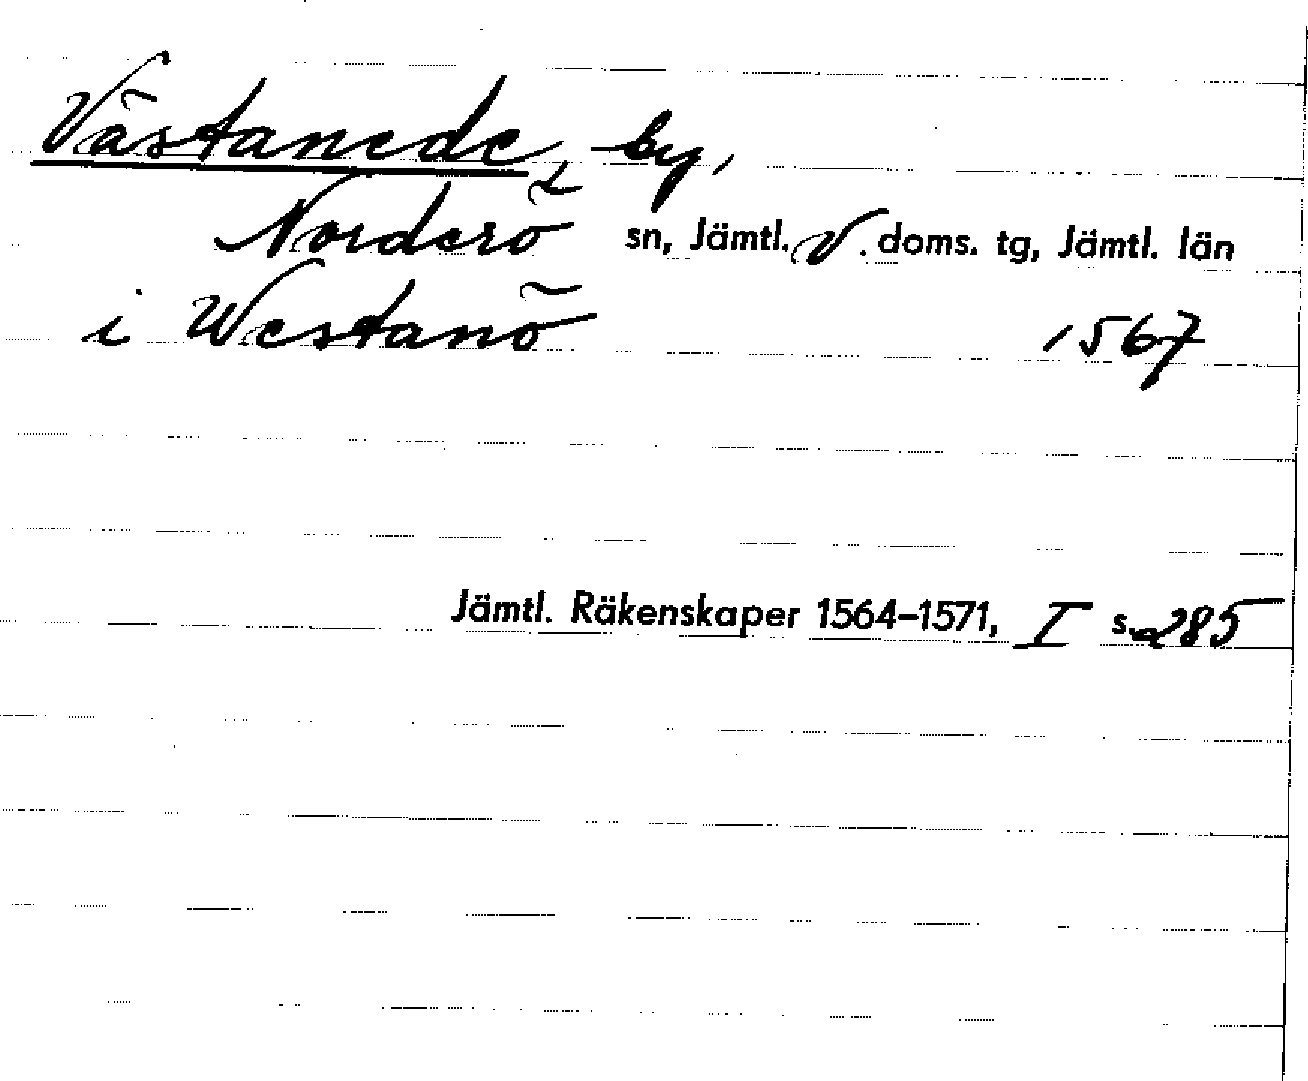 Västanede, by,
Norderö sn, Jämtl. V. doms. tg, Jämtl. län
i Westanö 1567
Jämtl. Räkenskaper 1564–1571, I s. 285